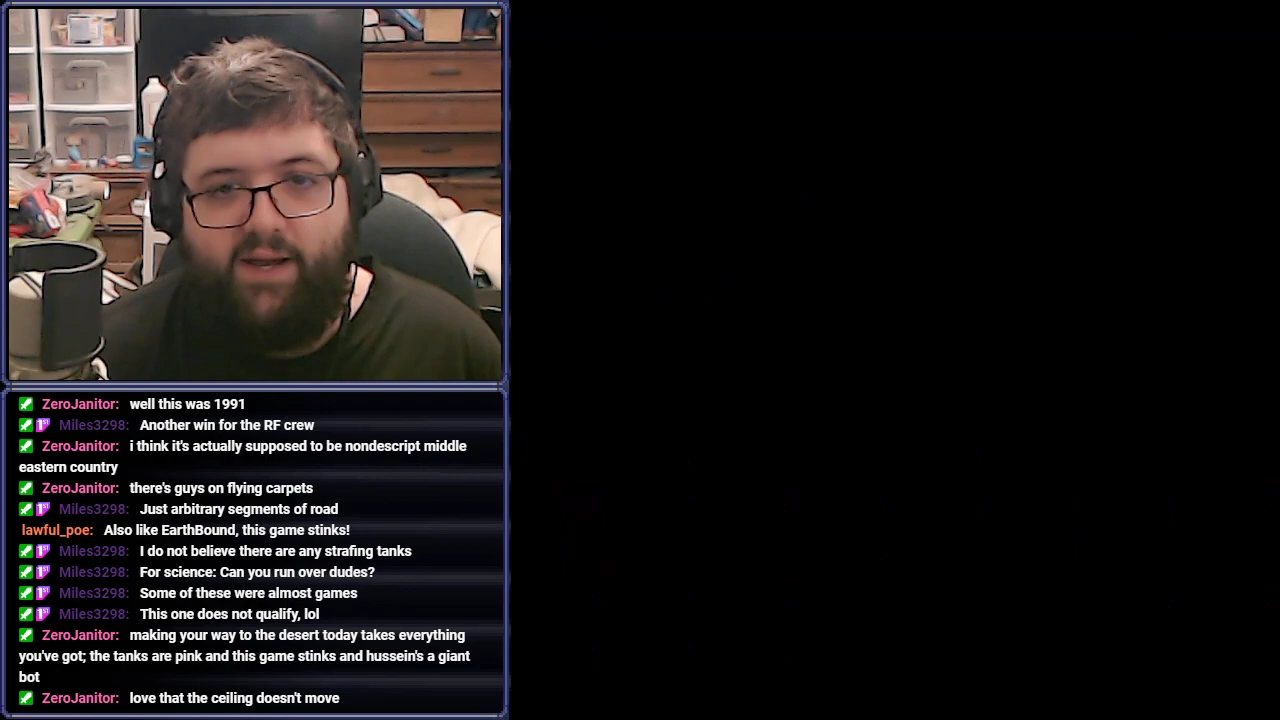 ZeroJanitor: well this was 1991
Miles3298: Another win for the RF crew
ZeroJanitor: i think it's actually supposed to be nondescript middle
eastern country
ZeroJanitor: there's guys on flying carpets
Miles3298: Just arbitrary segments of road
lawful_poe: Also like EarthBound, this game stinks!
Miles3298: I do not believe there are any strafing tanks
Miles3298: For science: Can you run over dudes?
Miles3298: Some of these were almost games
Miles3298: This one does not qualify, lol
ZeroJanitor: making your way to the desert today takes everything
you've got; the tanks are pink and this game stinks and hussein's a giant
bot
ZeroJanitor: love that the ceiling doesn't move